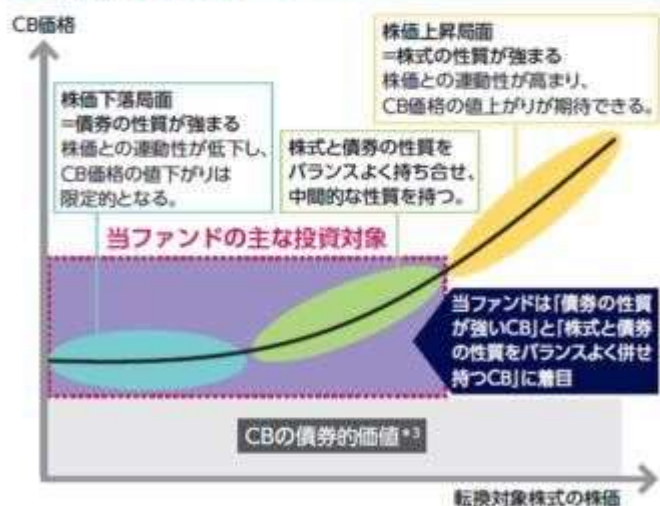 CB価格
株価上昇局面
=株式の性質が強まる
株価との連動性が高まり、
CB価格の値上がりが期待できる。
株価下落局面
=債券の性質が強まる
株価との連動性が低下し、
CB価格の値下がりは
限定的となる。
株式と債券の性質を
バランスよく持ち合せ、
中間的な性質を持つ。
当ファンドの主な投資対象
当ファンドは「債券の性質
が強いCB」と「株式と債券
の性質をバランスよく併せ
持つCB」に着目
CBの債券的価値*3
転換対象株式の株価